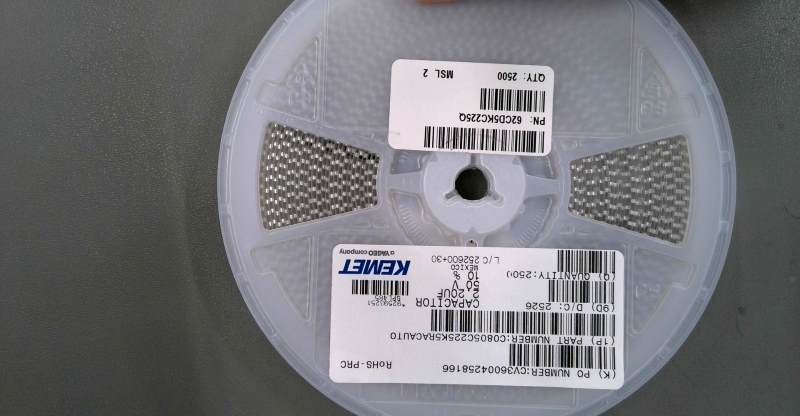 (K) PO NUMBER:CV36004258166
RoHS-PRC
(1P) PART NUMBER:C0805C225K5RACAUTO
(9D) D/C: 2526
CAPACITOR
2.20UF
50 V
10 %
MEXICO
(Q) QUANTITY:2500
L/C 252600+30
KEMET
a YAGEO company
PN: 62CD5KC225Q
QTY: 2500
MSL 2